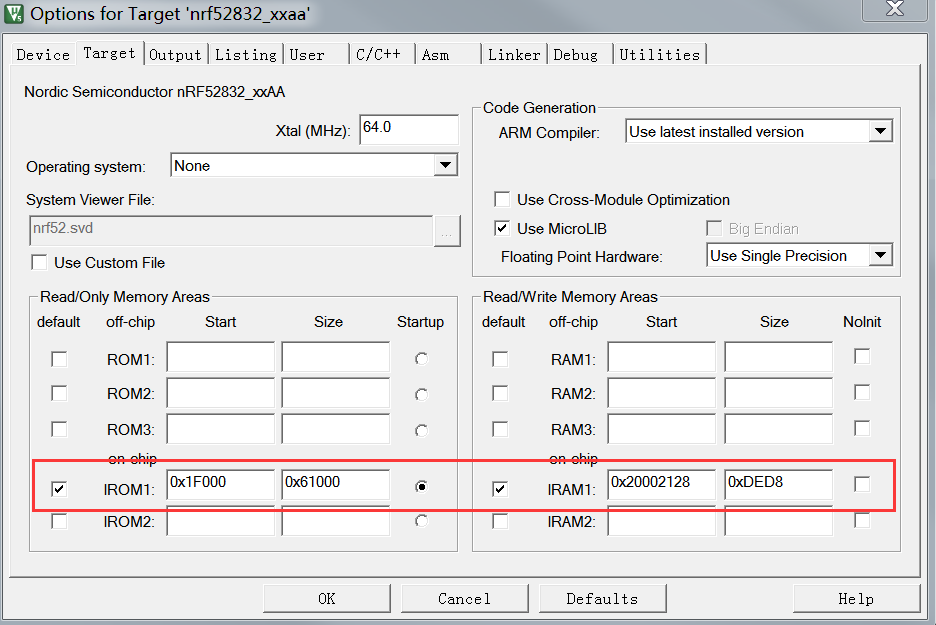 Options for Target 'nrf52832_xxaa'
Device Target Output Listing User C/C++ Asm Linker Debug Utilities
Nordic Semiconductor nRF52832_xxAA
Xtal (MHz): 64.0
Operating system: None
System Viewer File:
nrf52.svd ...
Use Custom File
Code Generation
ARM Compiler: Use latest installed version
Use Cross-Module Optimization
Use MicroLIB Big Endian
Floating Point Hardware: Use Single Precision
Read/Only Memory Areas
default off-chip Start Size Startup
ROM1:
ROM2:
ROM3:
on-chip
IROM1: 0x1F000 0x61000
IROM2:
Read/Write Memory Areas
default off-chip Start Size NoInit
RAM1:
RAM2:
RAM3:
on-chip
IRAM1: 0x20002128 0xDED8
IRAM2:
OK Cancel Defaults Help